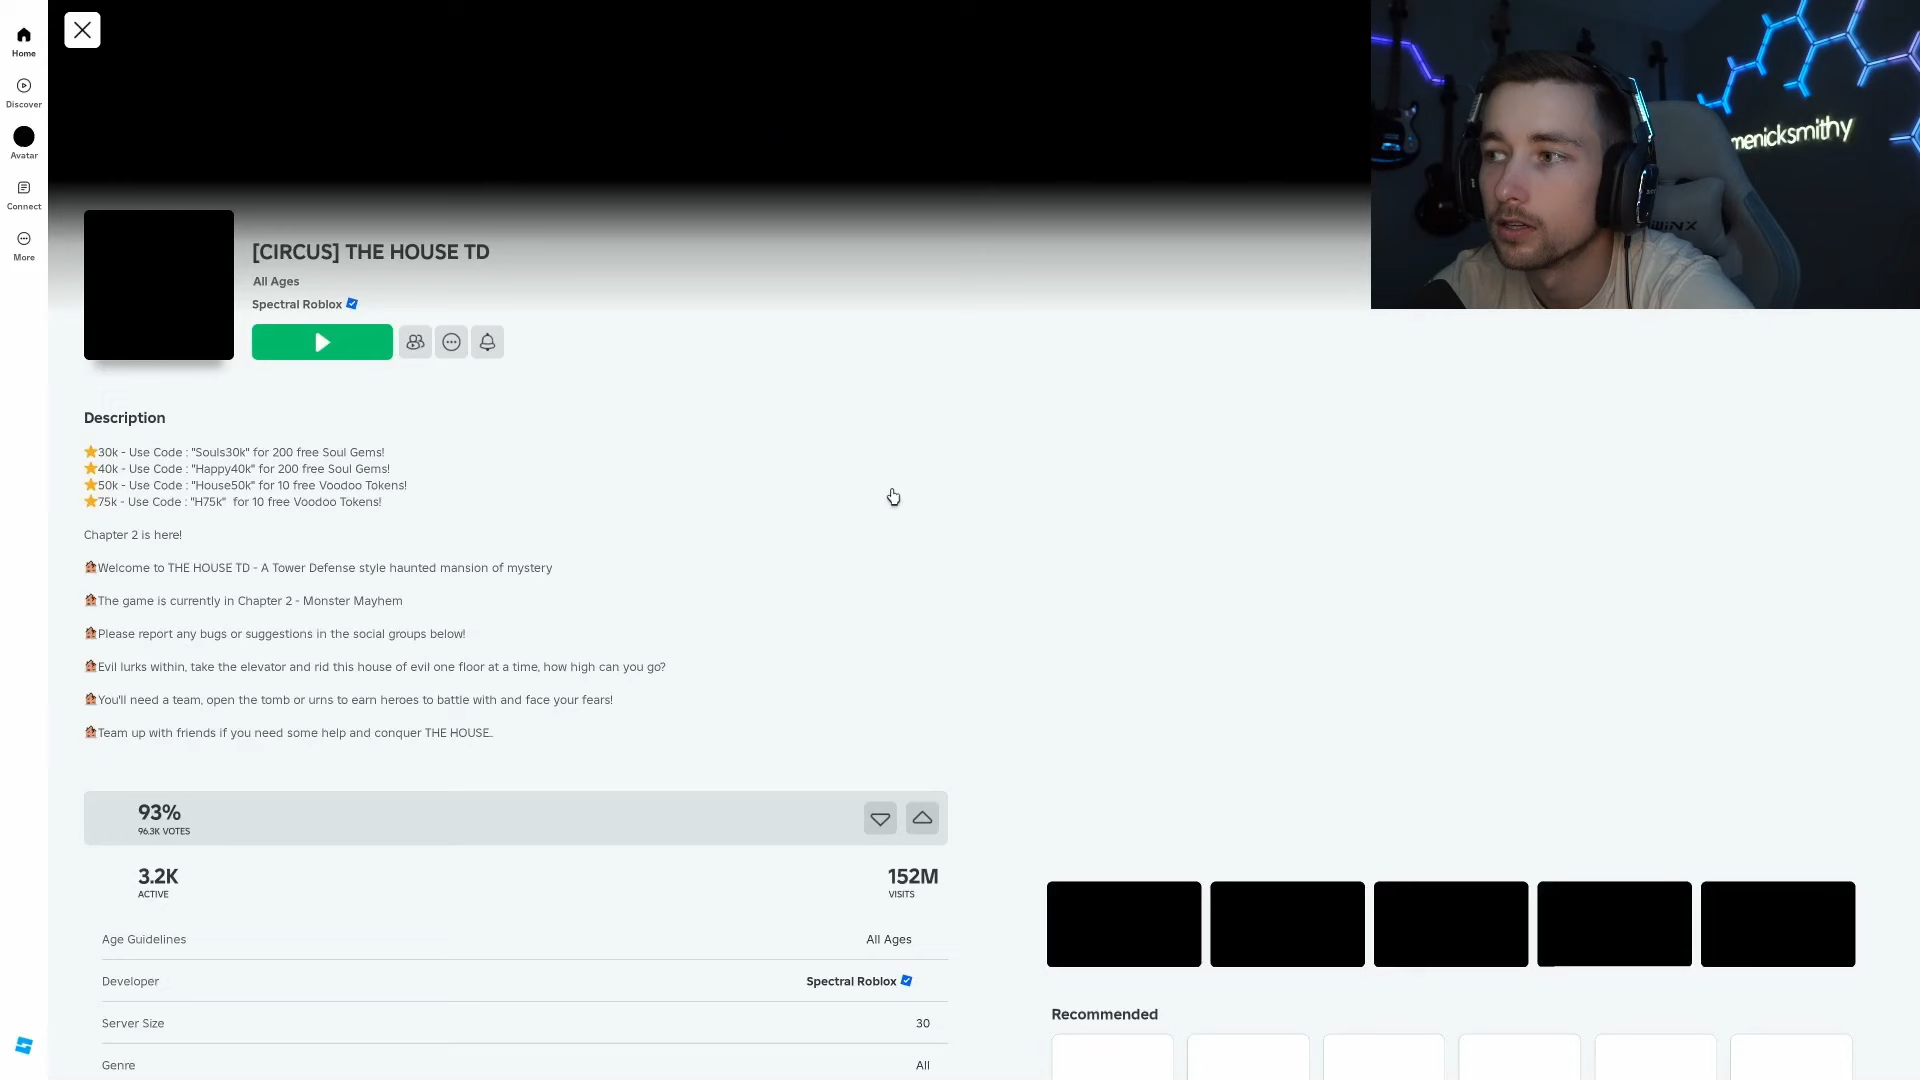 Home
Discover
Avatar
Connect
More
menicksmithy
[CIRCUS] THE HOUSE TD
All Ages
Spectral Roblox
Description
⭐30k - Use Code : "Souls30k" for 200 free Soul Gems!
⭐40k - Use Code : "Happy40k" for 200 free Soul Gems!
⭐50k - Use Code : "House50k" for 10 free Voodoo Tokens!
⭐75k - Use Code : "H75k"  for 10 free Voodoo Tokens!
Chapter 2 is here!
🏚Welcome to THE HOUSE TD - A Tower Defense style haunted mansion of mystery
🏚The game is currently in Chapter 2 - Monster Mayhem
🏚Please report any bugs or suggestions in the social groups below!
🏚Evil lurks within, take the elevator and rid this house of evil one floor at a time, how high can you go?
🏚You'll need a team, open the tomb or urns to earn heroes to battle with and face your fears!
🏚Team up with friends if you need some help and conquer THE HOUSE..
93%
96.3K VOTES
3.2K
ACTIVE
152M
VISITS
Age Guidelines All Ages
Developer Spectral Roblox
Server Size 30
Genre All
Recommended